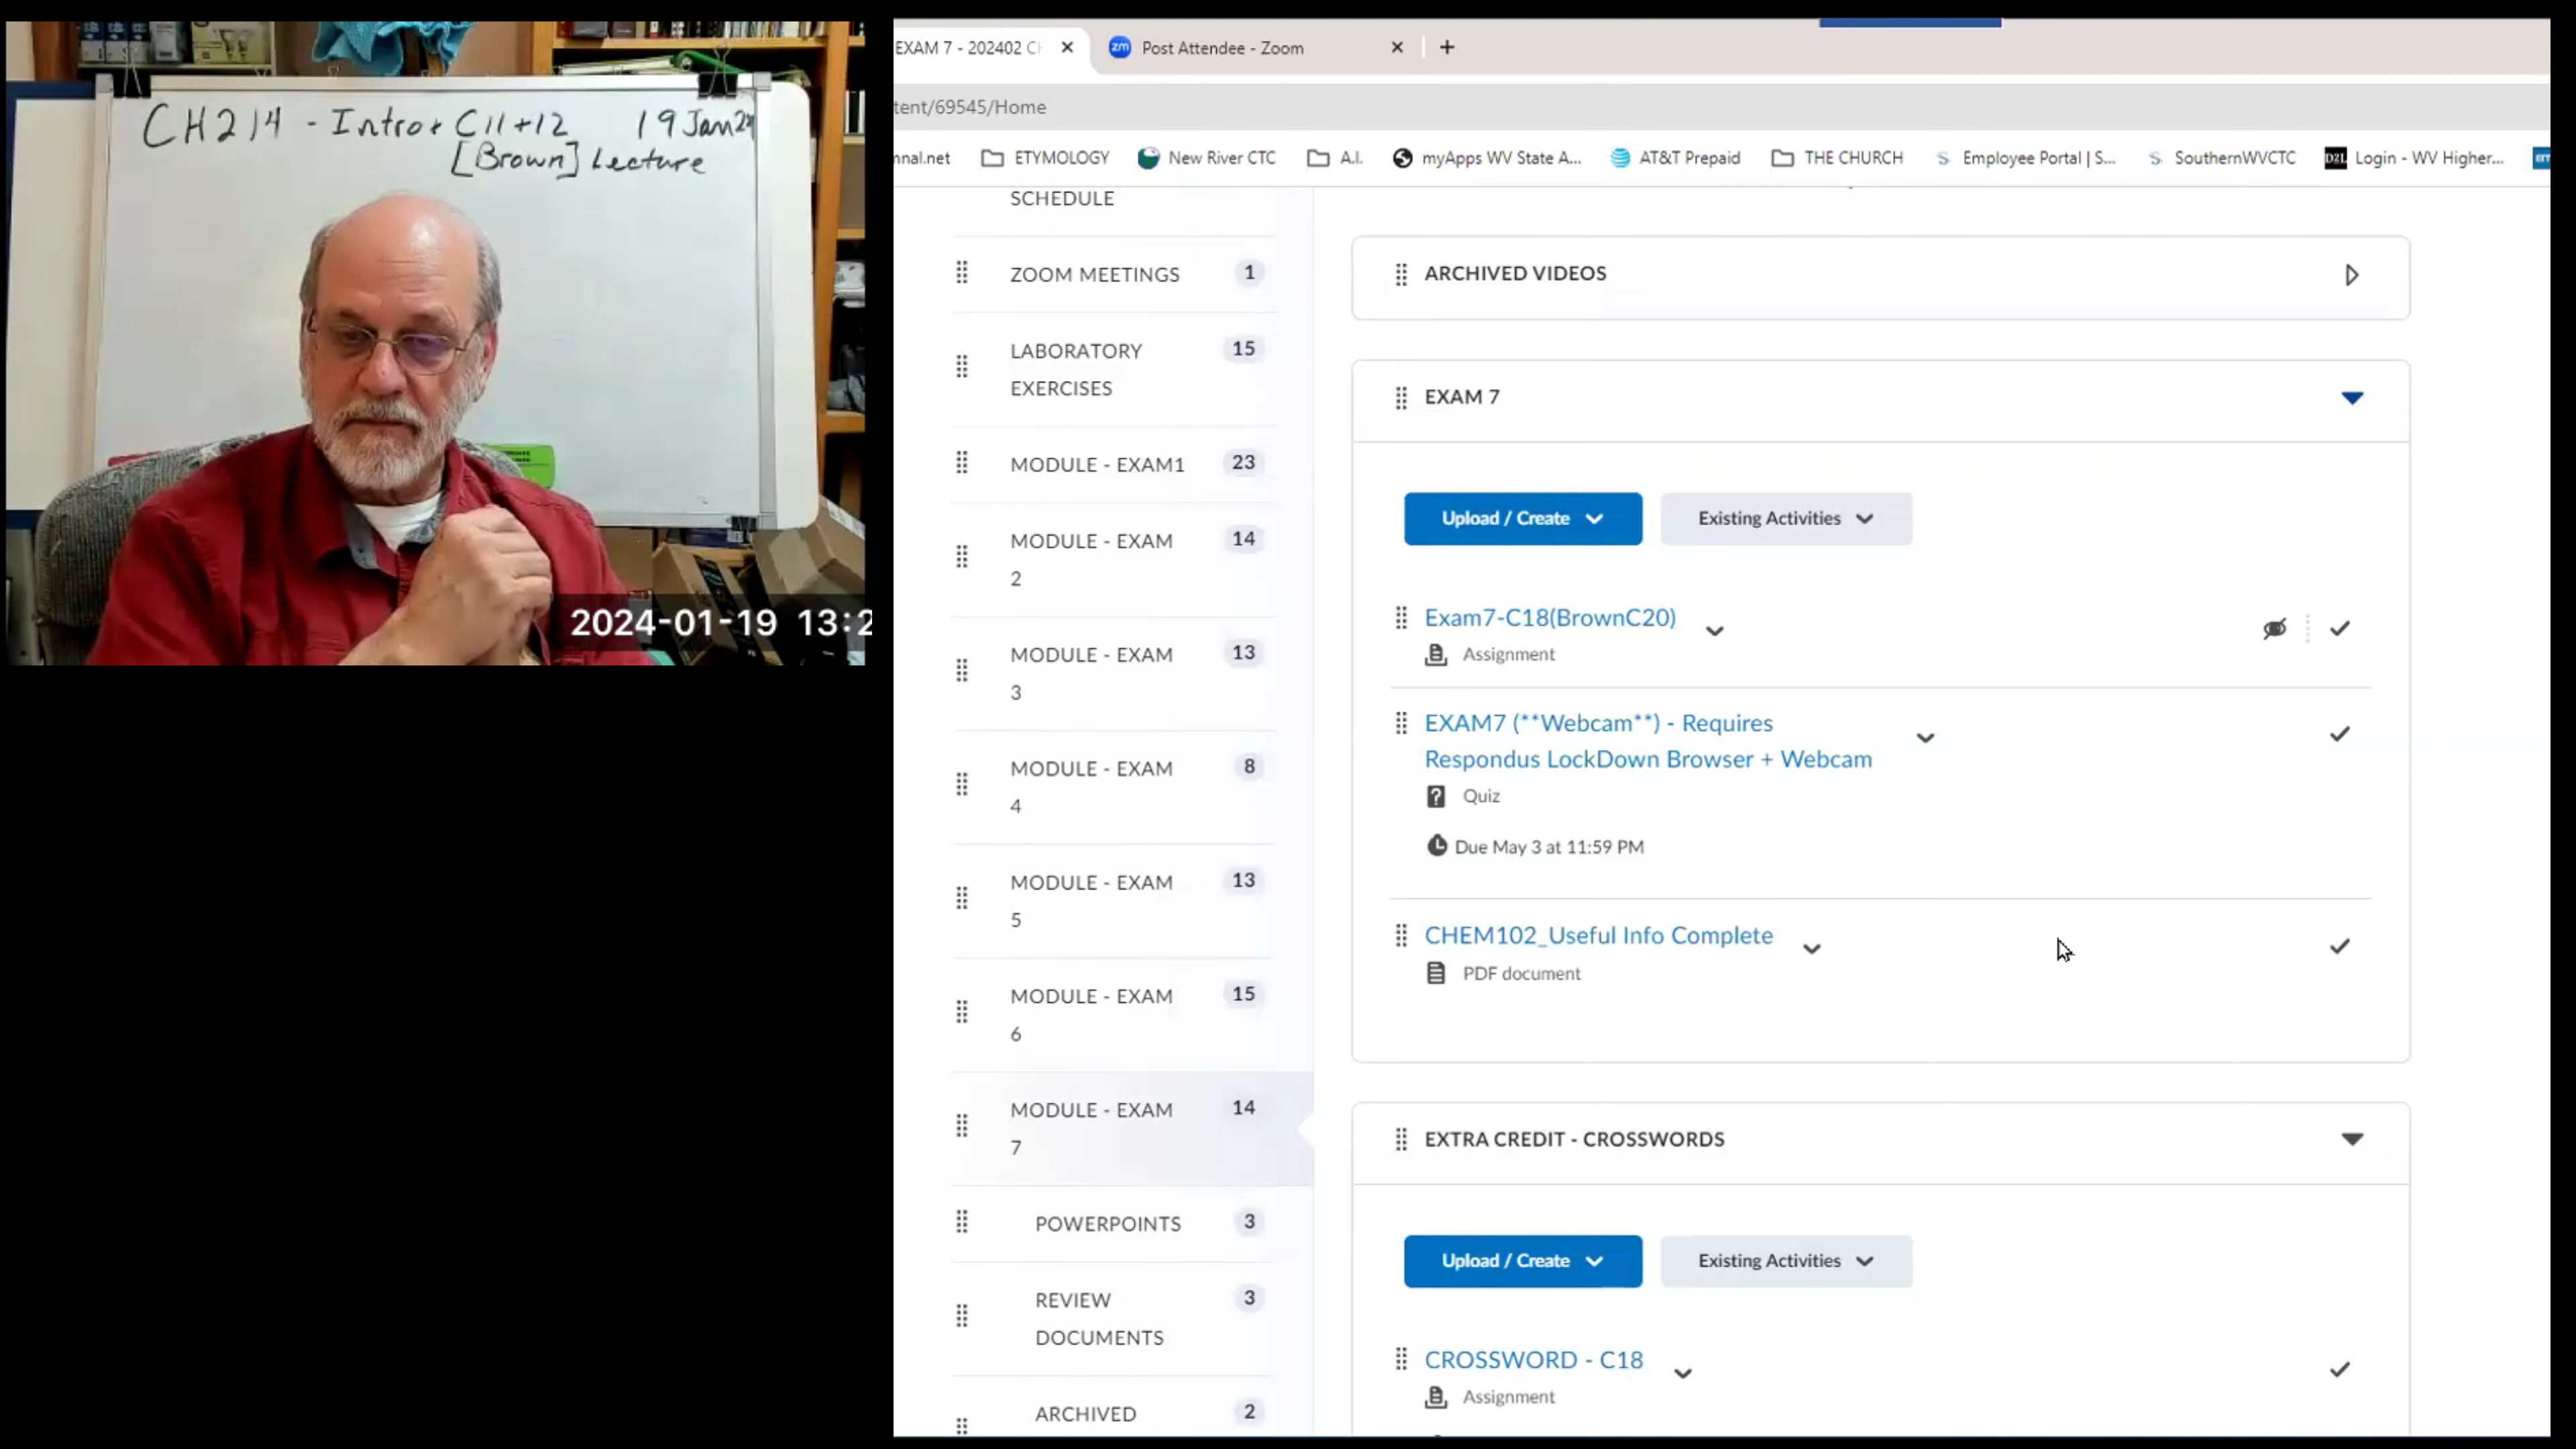 CH214 - Intro + C11+12 19 Jan24
[Brown] Lecture
2024-01-19 13:2
EXAM 7 - 202402 CH
zm Post Attendee - Zoom
tent/69545/Home
mnal.net
ETYMOLOGY
New River CTC
A.I.
myApps WV State A...
AT&T Prepaid
THE CHURCH
Employee Portal | S...
SouthernWVCTC
D2L Login - WV Higher...
SCHEDULE
ZOOM MEETINGS 1
LABORATORY 15
EXERCISES
MODULE - EXAM1 23
MODULE - EXAM 14
2
MODULE - EXAM 13
3
MODULE - EXAM 8
4
MODULE - EXAM 13
5
MODULE - EXAM 15
6
MODULE - EXAM 14
7
POWERPOINTS 3
REVIEW 3
DOCUMENTS
ARCHIVED 2
ARCHIVED VIDEOS
EXAM 7
Upload / Create Existing Activities
Exam7-C18(BrownC20)
Assignment
EXAM7 (**Webcam**) - Requires
Respondus LockDown Browser + Webcam
Quiz
Due May 3 at 11:59 PM
CHEM102_Useful Info Complete
PDF document
EXTRA CREDIT - CROSSWORDS
Upload / Create Existing Activities
CROSSWORD - C18
Assignment